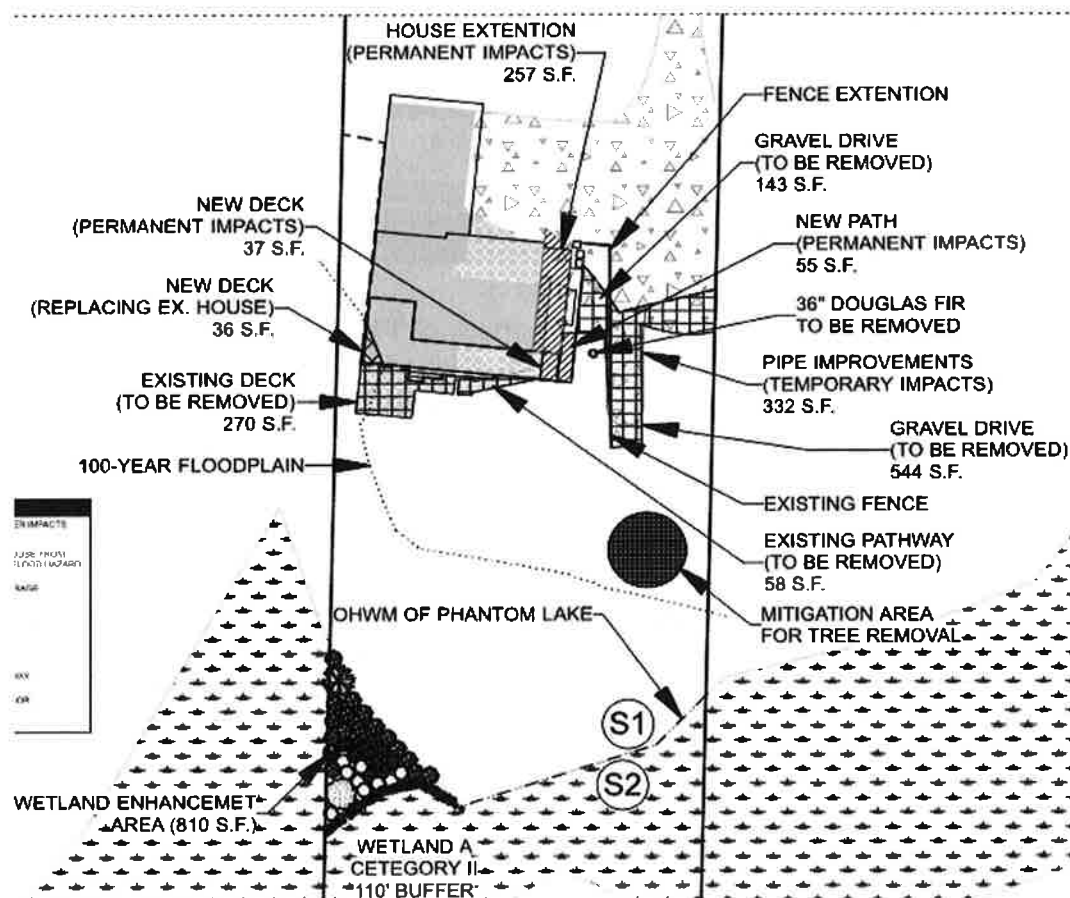 HOUSE EXTENTION
(PERMANENT IMPACTS)
257 S.F.
FENCE EXTENTION
GRAVEL DRIVE
(TO BE REMOVED)
143 S.F.
NEW DECK
(PERMANENT IMPACTS)
37 S.F.
NEW PATH
(PERMANENT IMPACTS)
55 S.F.
NEW DECK
(REPLACING EX. HOUSE)
36 S.F.
36" DOUGLAS FIR
TO BE REMOVED
EXISTING DECK
(TO BE REMOVED)
270 S.F.
PIPE IMPROVEMENTS
(TEMPORARY IMPACTS)
332 S.F.
GRAVEL DRIVE
(TO BE REMOVED)
544 S.F.
100-YEAR FLOODPLAIN
EXISTING FENCE
EXISTING PATHWAY
(TO BE REMOVED)
58 S.F.
MITIGATION AREA
FOR TREE REMOVAL
OHWM OF PHANTOM LAKE
S1
S2
WETLAND ENHANCEMET
AREA (810 S.F.)
WETLAND A
CETEGORY II
110' BUFFER
IMPACTS
FLOOD HAZARD